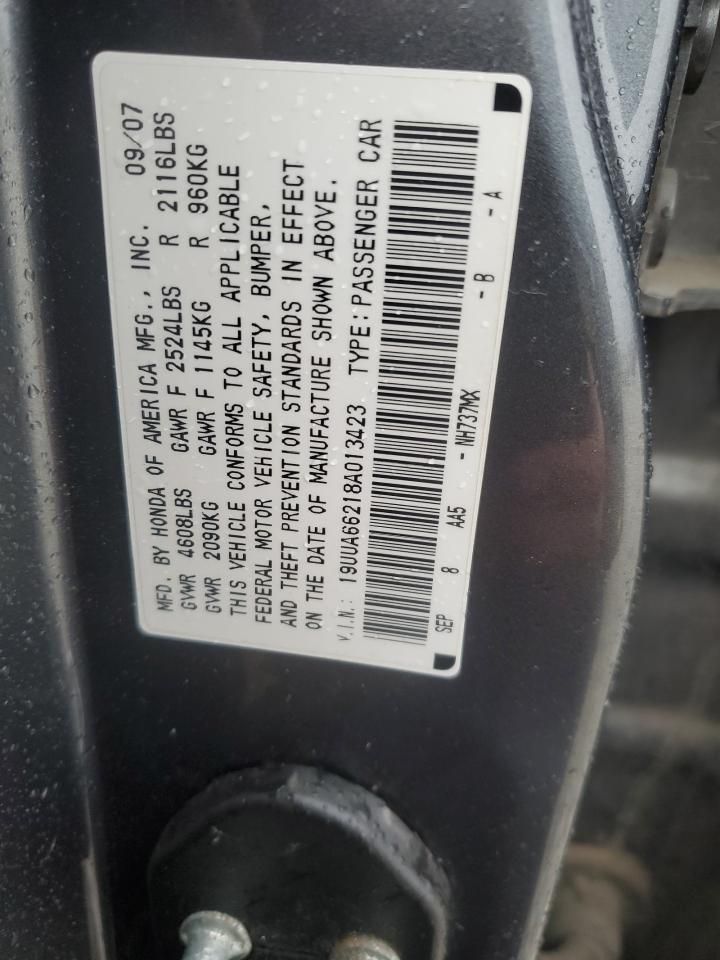 MFD. BY HONDA OF AMERICA MFG., INC. 09/07
GVWR 4608LBS GAWR F 2524LBS R 2116LBS
GVWR 2090KG GAWR F 1145KG R 960KG
THIS VEHICLE CONFORMS TO ALL APPLICABLE
FEDERAL MOTOR VEHICLE SAFETY, BUMPER,
AND THEFT PREVENTION STANDARDS IN EFFECT
ON THE DATE OF MANUFACTURE SHOWN ABOVE.
V.I.N.: 19UUA66218A013423 TYPE: PASSENGER CAR
SEP 8 AA5 - NH737MX - B - A